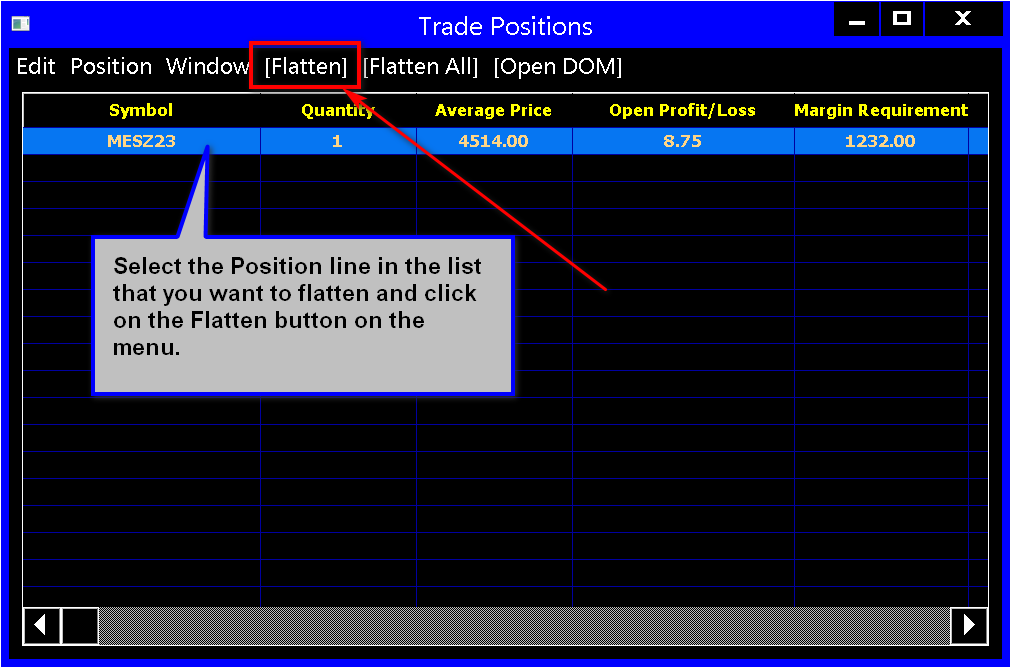 Trade Positions
Edit Position Window [Flatten] [Flatten All] [Open DOM]
Symbol Quantity Average Price Open Profit/Loss Margin Requirement
MESZ23 1 4514.00 8.75 1232.00
Select the Position line in the list
that you want to flatten and click
on the Flatten button on the
menu.